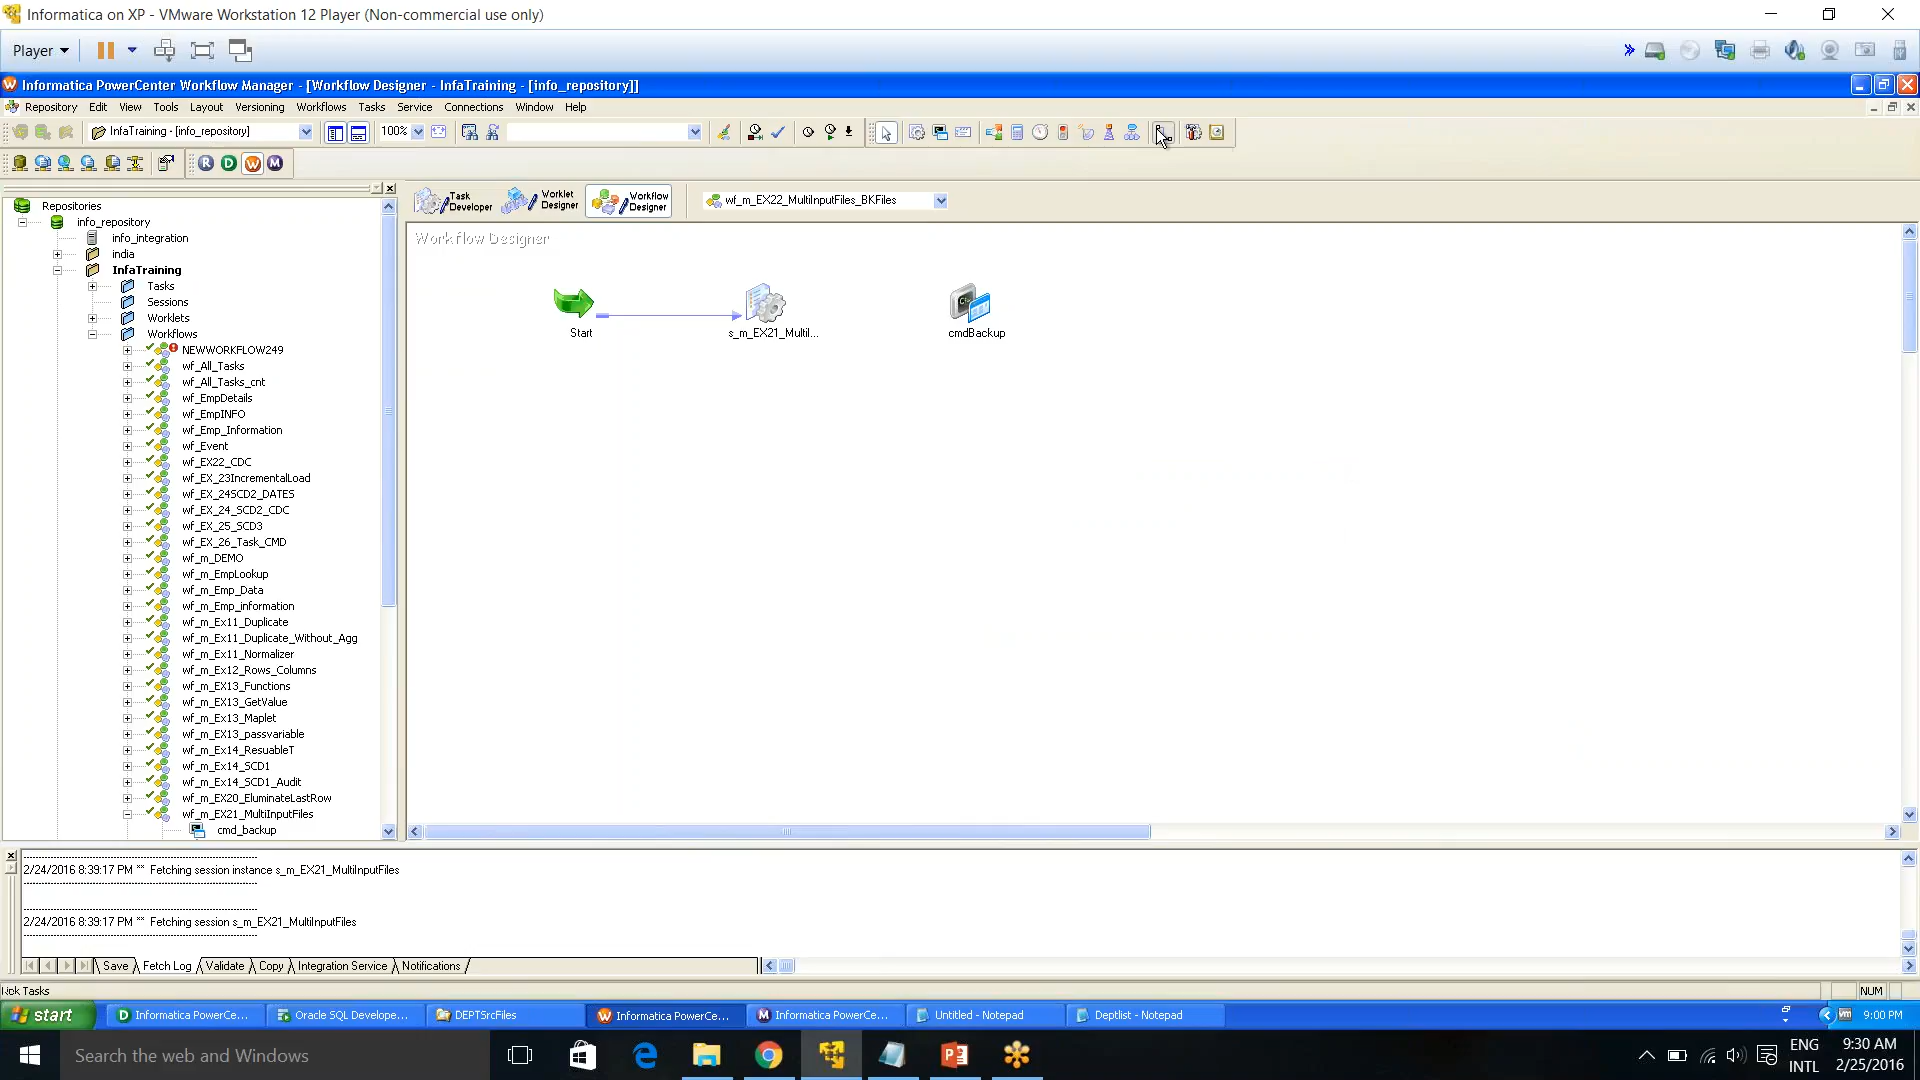 Informatica on XP - VMware Workstation 12 Player (Non-commercial use only)
Player
Informatica PowerCenter Workflow Manager - [Workflow Designer - InfaTraining - [info_repository]]
Repository Edit View Tools Layout Versioning Workflows Tasks Service Connections Window Help
InfaTraining - [info_repository]
100%
R D W M
Task Developer
Worklet Designer
Workflow Designer
wf_m_EX22_MultiInputFiles_BKFiles
Repositories
info_repository
info_integration
india
InfaTraining
Tasks
Sessions
Worklets
Workflows
NEWWORKFLOW249
wf_All_Tasks
wf_All_Tasks_cnt
wf_EmpDetails
wf_EmpINFO
wf_Emp_Information
wf_Event
wf_EX22_CDC
wf_EX_23IncrementalLoad
wf_EX_24SCD2_DATES
wf_EX_24_SCD2_CDC
wf_EX_25_SCD3
wf_EX_26_Task_CMD
wf_m_DEMO
wf_m_EmpLookup
wf_m_Emp_Data
wf_m_Emp_information
wf_m_Ex11_Duplicate
wf_m_Ex11_Duplicate_Without_Agg
wf_m_Ex11_Normalizer
wf_m_Ex12_Rows_Columns
wf_m_EX13_Functions
wf_m_EX13_GetValue
wf_m_Ex13_Maplet
wf_m_EX13_passvariable
wf_m_Ex14_ResuableT
wf_m_Ex14_SCD1
wf_m_Ex14_SCD1_Audit
wf_m_EX20_EluminateLastRow
wf_m_EX21_MultiInputFiles
cmd_backup
Workflow Designer
Start
s_m_EX21_MultiI...
cmdBackup
2/24/2016 8:39:17 PM ** Fetching session instance s_m_EX21_MultiInputFiles
2/24/2016 8:39:17 PM ** Fetching session s_m_EX21_MultiInputFiles
Save Fetch Log Validate Copy Integration Service Notifications
NUM
start
Informatica PowerCe...
Oracle SQL Develope...
DEPTSrcFiles
Informatica PowerCe...
Informatica PowerCe...
Untitled - Notepad
Deptlist - Notepad
9:00 PM
Search the web and Windows
ENG
INTL
9:30 AM
2/25/2016